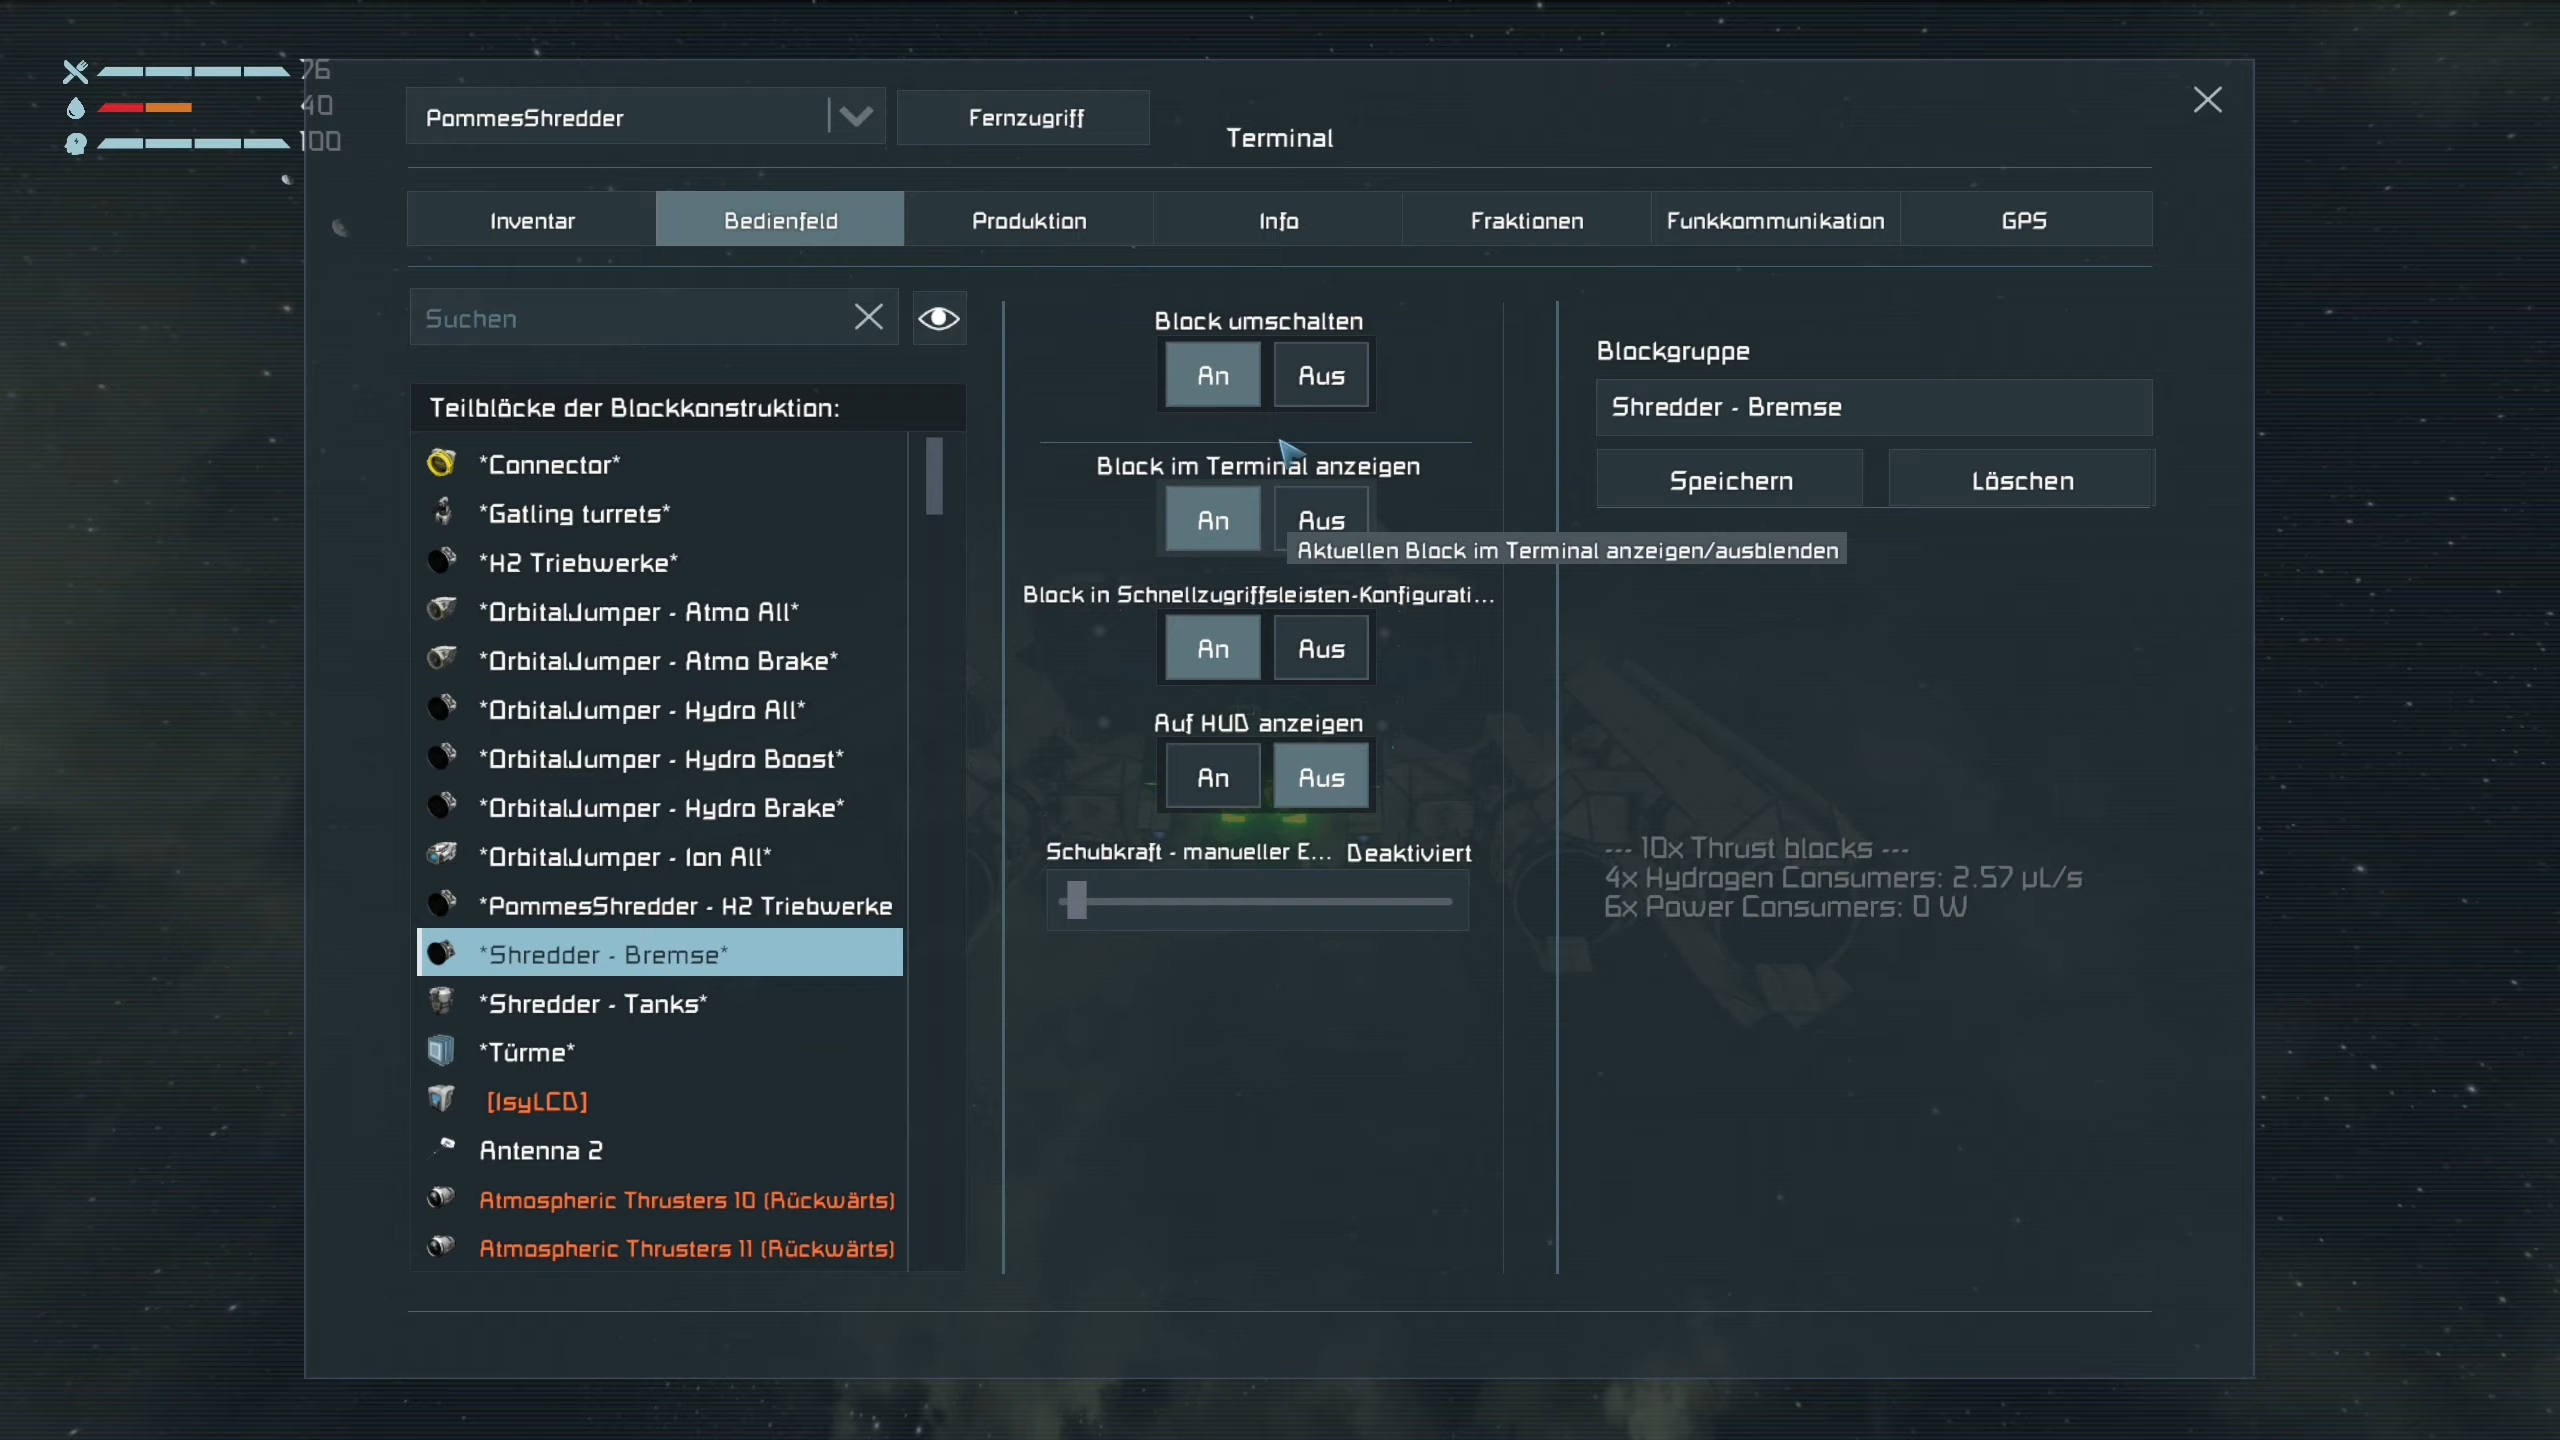 76
40
100
PommesShredder
Fernzugriff
Terminal
Inventar
Bedienfeld
Produktion
Info
Fraktionen
Funkkommunikation
GPS
Suchen
Teilblöcke der Blockkonstruktion:
*Connector*
*Gatling turrets*
*H2 Triebwerke*
*OrbitalJumper - Atmo All*
*OrbitalJumper - Atmo Brake*
*OrbitalJumper - Hydro All*
*OrbitalJumper - Hydro Boost*
*OrbitalJumper - Hydro Brake*
*OrbitalJumper - Ion All*
*PommesShredder - H2 Triebwerke
*Shredder - Bremse*
*Shredder - Tanks*
*Türme*
[IsyLCD]
Antenna 2
Atmospheric Thrusters 10 (Rückwärts)
Atmospheric Thrusters 11 (Rückwärts)
Block umschalten
An Aus
Block im Terminal anzeigen
An Aus
Aktuellen Block im Terminal anzeigen/ausblenden
Block in Schnellzugriffsleisten-Konfigurati...
An Aus
Auf HUD anzeigen
An Aus
Schubkraft - manueller E... Deaktiviert
Blockgruppe
Shredder - Bremse
Speichern
Löschen
--- 10x Thrust blocks ---
4x Hydrogen Consumers: 2.57 µL/s
6x Power Consumers: 0 W